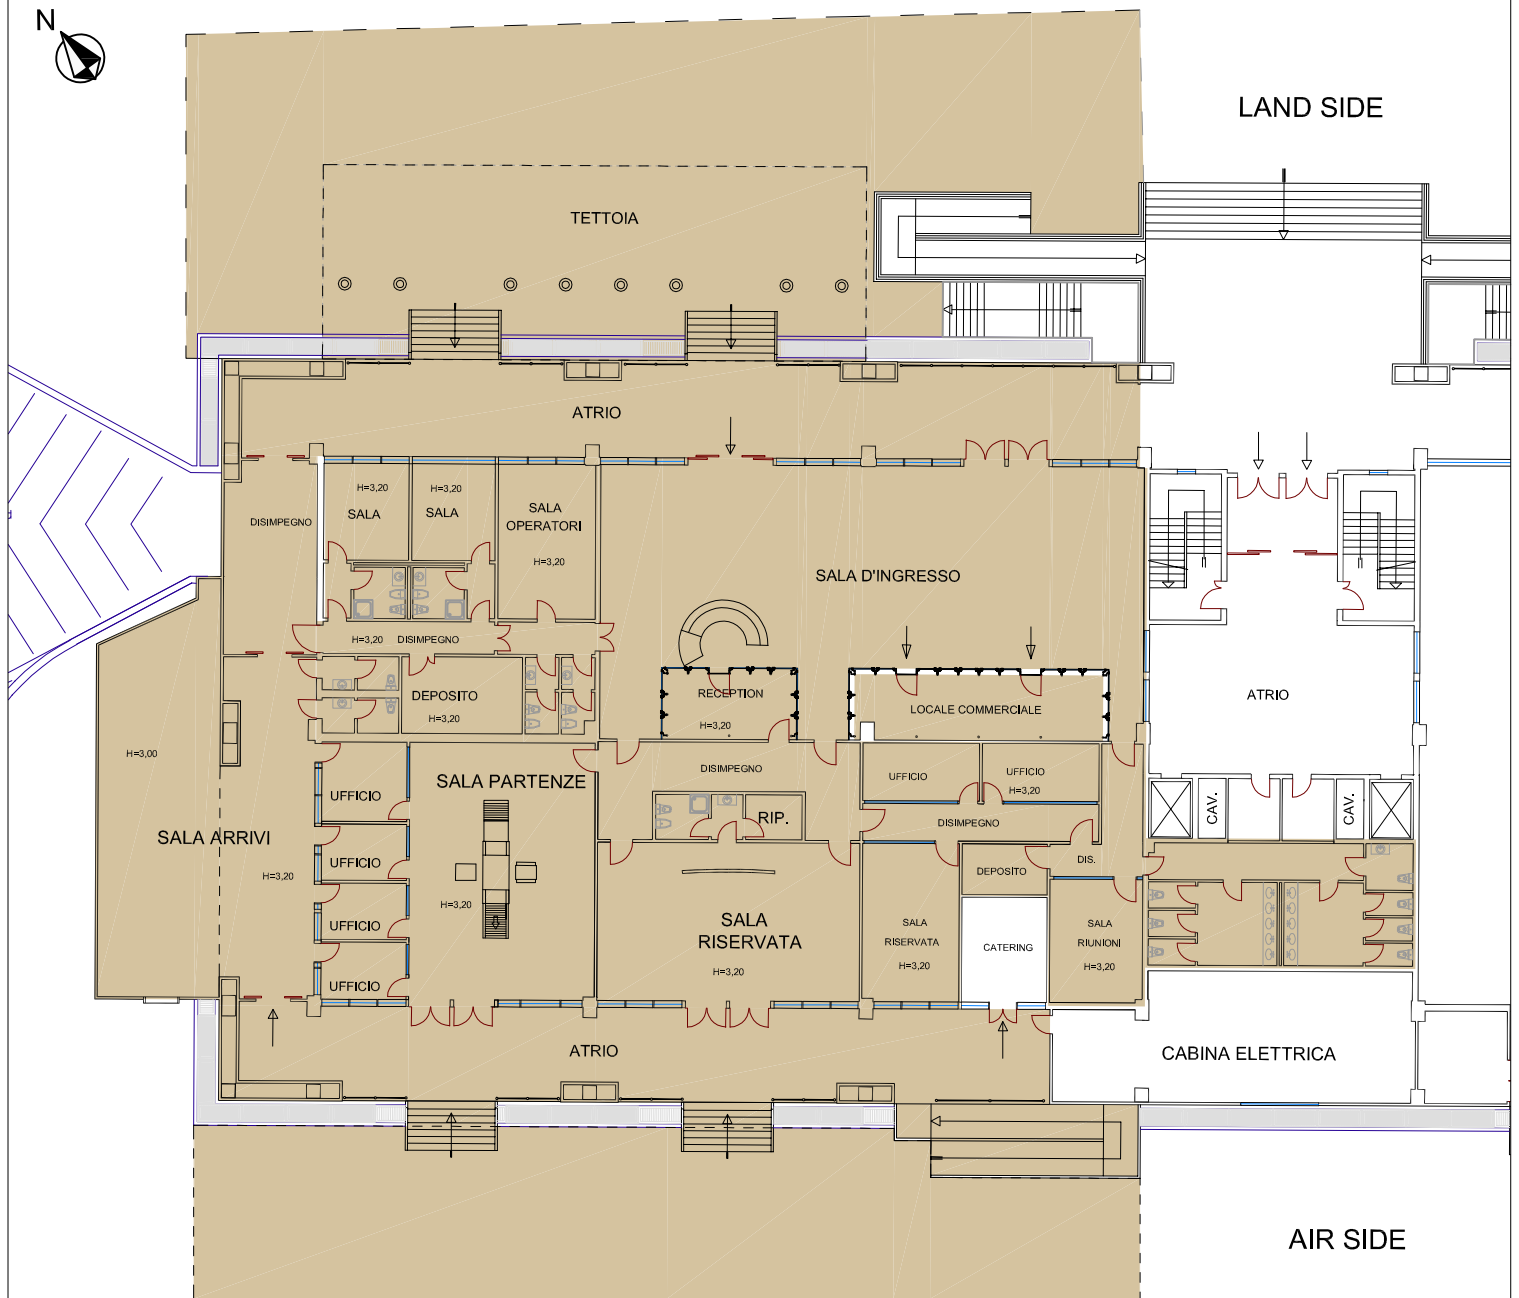 N
LAND SIDE
TETTOIA
ATRIO
H=3,20
SALA
H=3,20
SALA
SALA
OPERATORI
H=3,20
DISIMPEGNO
SALA D'INGRESSO
H=3,20
DISIMPEGNO
DEPOSITO
H=3,20
RECEPTION
H=3,20
LOCALE COMMERCIALE
ATRIO
H=3,00
SALA PARTENZE
DISIMPEGNO
UFFICIO
UFFICIO
H=3,20
UFFICIO
CAV.
CAV.
RIP.
DISIMPEGNO
SALA ARRIVI
H=3,20
UFFICIO
DIS.
DEPOSITO
H=3,20
UFFICIO
SALA
RISERVATA
H=3,20
SALA
RISERVATA
H=3,20
CATERING
SALA
RIUNIONI
H=3,20
UFFICIO
ATRIO
CABINA ELETTRICA
AIR SIDE